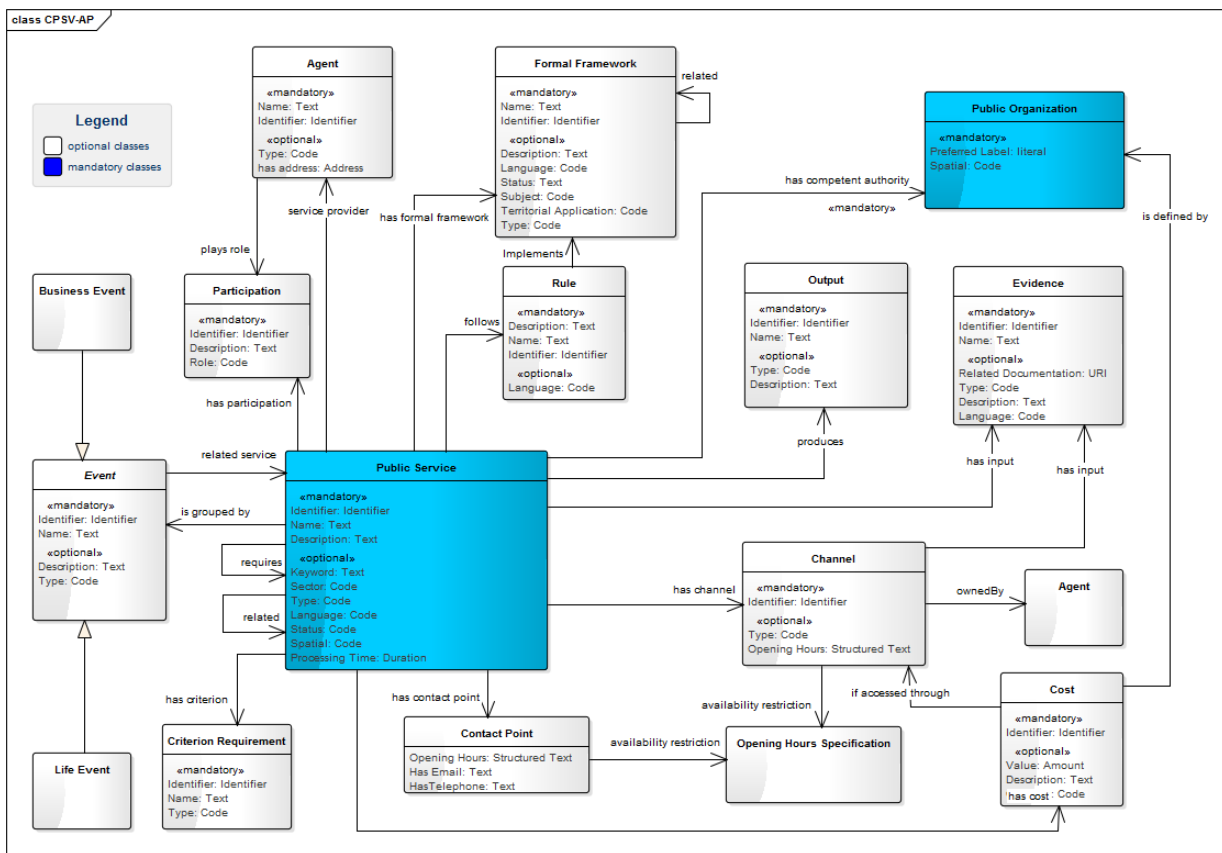 class CPSV-AP
Legend
optional classes
mandatory classes
Agent
«mandatory»
Name: Text
Identifier: Identifier
«optional»
Type: Code
has address: Address
Formal Framework
«mandatory»
Name: Text
Identifier: Identifier
«optional»
Description: Text
Language: Code
Status: Text
Subject: Code
Territorial Application: Code
Type: Code
related
Public Organization
«mandatory»
Preferred Label: literal
Spatial: Code
has competent authority
«mandatory»
is defined by
service provider
has formal framework
plays role
Implements
Business Event
Participation
«mandatory»
Identifier: Identifier
Description: Text
Role: Code
has participation
Rule
«mandatory»
Description: Text
Name: Text
Identifier: Identifier
«optional»
Language: Code
follows
Output
«mandatory»
Identifier: Identifier
Name: Text
«optional»
Type: Code
Description: Text
produces
Evidence
«mandatory»
Identifier: Identifier
Name: Text
«optional»
Related Documentation: URI
Type: Code
Description: Text
Language: Code
has input
has input
Event
«mandatory»
Identifier: Identifier
Name: Text
«optional»
Description: Text
Type: Code
related service
is grouped by
Public Service
«mandatory»
Identifier: Identifier
Name: Text
Description: Text
«optional»
Keyword: Text
Sector: Code
Type: Code
Language: Code
Status: Code
Spatial: Code
Processing Time: Duration
requires
related
has channel
Channel
«mandatory»
Identifier: Identifier
«optional»
Type: Code
Opening Hours: Structured Text
ownedBy
Agent
has criterion
has contact point
availability restriction
if accessed through
Life Event
Criterion Requirement
«mandatory»
Identifier: Identifier
Name: Text
Type: Code
Contact Point
Opening Hours: Structured Text
Has Email: Text
HasTelephone: Text
availability restriction
Opening Hours Specification
Cost
«mandatory»
Identifier: Identifier
«optional»
Value: Amount
Description: Text
has cost : Code